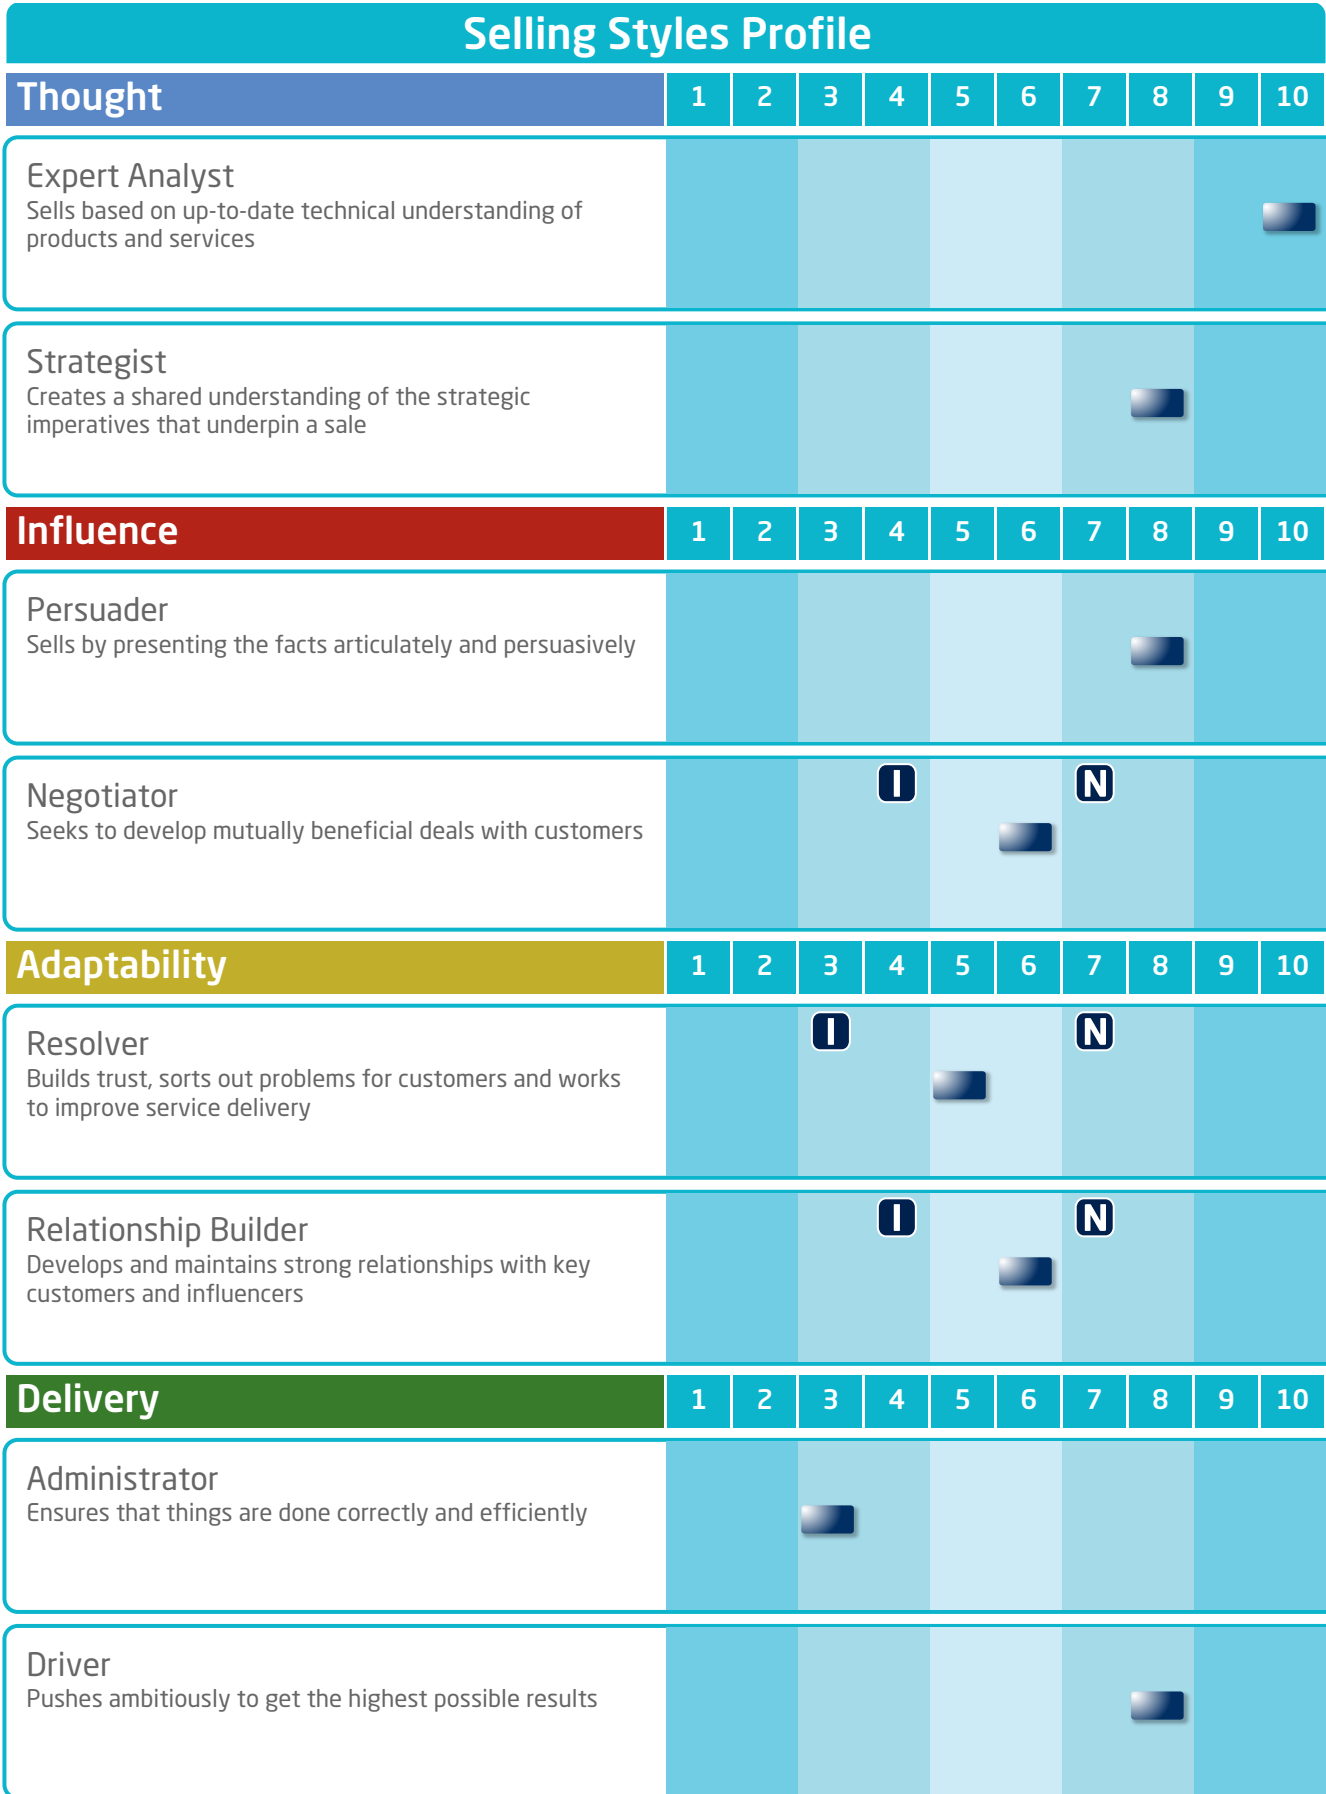 Selling Styles Profile
Thought 1 2 3 4 5 6 7 8 9 10
Expert Analyst
Sells based on up-to-date technical understanding of
products and services
Strategist
Creates a shared understanding of the strategic
imperatives that underpin a sale
Influence 1 2 3 4 5 6 7 8 9 10
Persuader
Sells by presenting the facts articulately and persuasively
I N
Negotiator
Seeks to develop mutually beneficial deals with customers
Adaptability 1 2 3 4 5 6 7 8 9 10
I N
Resolver
Builds trust, sorts out problems for customers and works
to improve service delivery
I N
Relationship Builder
Develops and maintains strong relationships with key
customers and influencers
Delivery 1 2 3 4 5 6 7 8 9 10
Administrator
Ensures that things are done correctly and efficiently
Driver
Pushes ambitiously to get the highest possible results